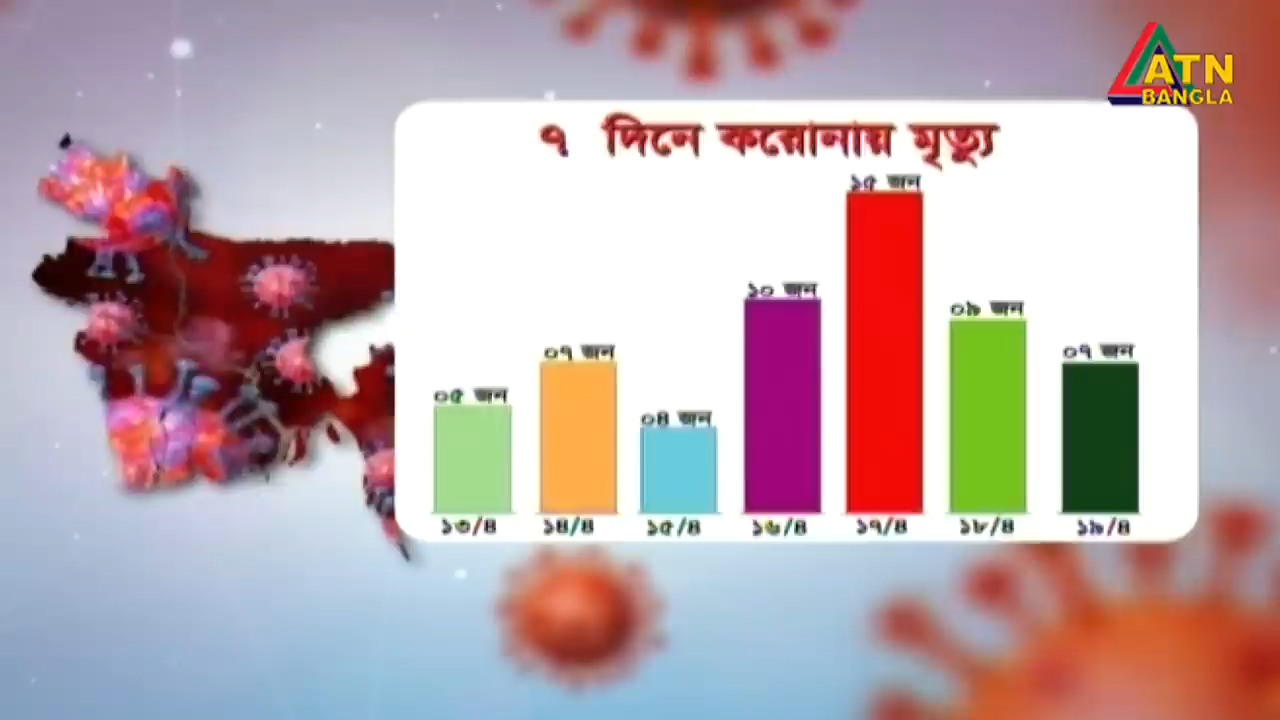 ATN
BANGLA
৭ দিনে করোনায় মৃত্যু
০৫ জন
০৭ জন
০৪ জন
১০ জন
১৫ জন
০৯ জন
০৭ জন
১৩/৪
১৪/৪
১৫/৪
১৬/৪
১৭/৪
১৮/৪
১৯/৪